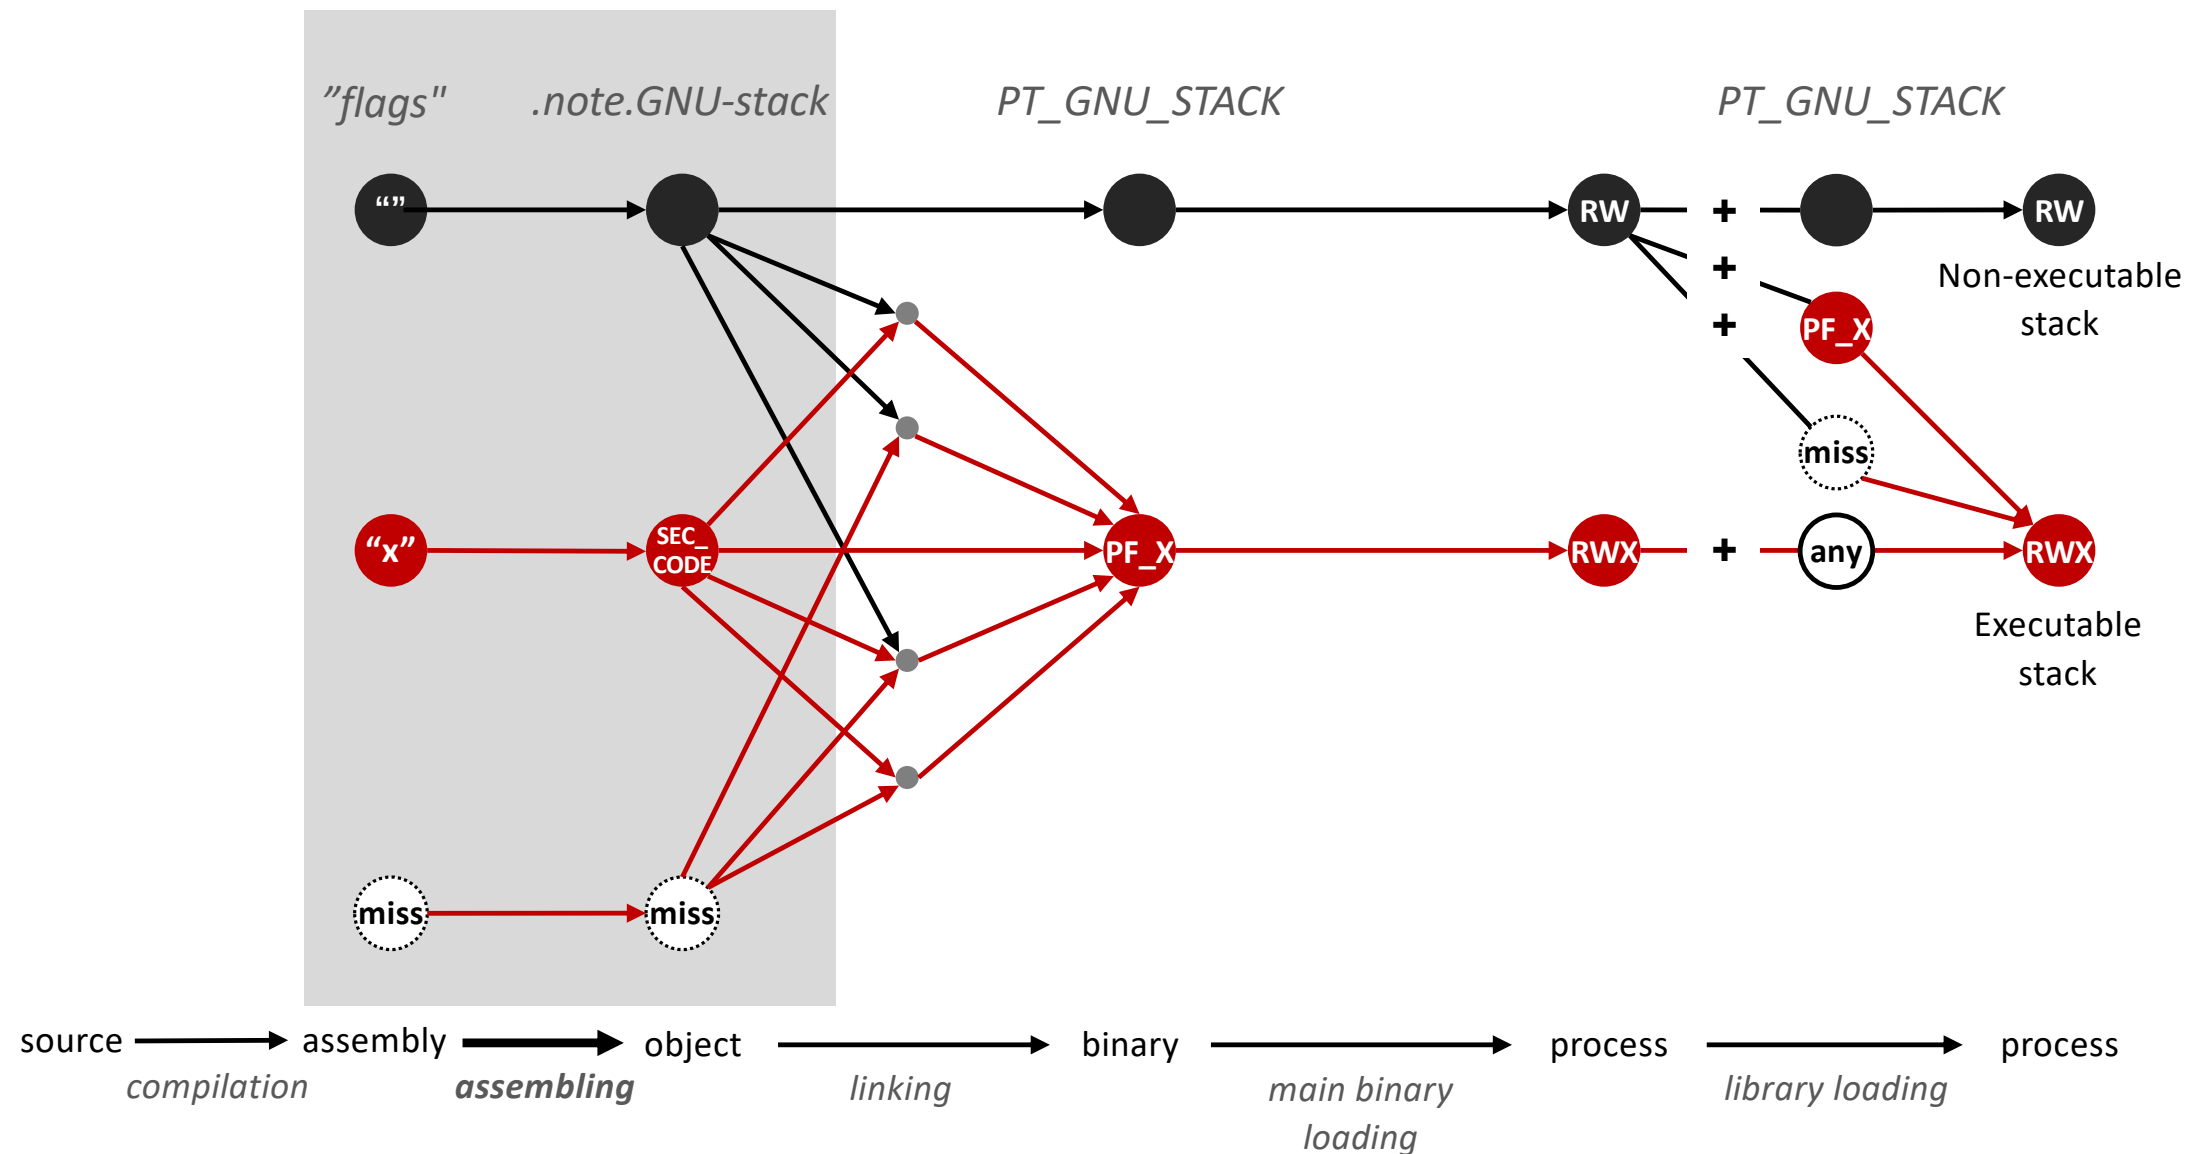 ”flags"
.note.GNU-stack
PT_GNU_STACK
PT_GNU_STACK
“”
RW
+
RW
+
Non-executable
stack
+
PF_X
miss
“x”
SEC_
CODE
PF_X
RWX
+
any
RWX
Executable
stack
miss
miss
source
assembly
object
binary
process
process
compilation
assembling
linking
main binary
loading
library loading